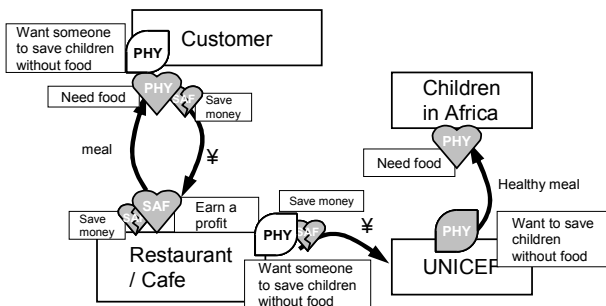 Want someone
to save children
without food
PHY
Customer
Need food
PHY
SAF
Save
money
meal
¥
Children
in Africa
PHY
Need food
Healthy meal
Save
money
SAF
SAF
Earn a
profit
Restaurant
/ Cafe
PHY
SAF
Save money
¥
Want someone
to save children
without food
PHY
UNICEF
Want to save
children
without food